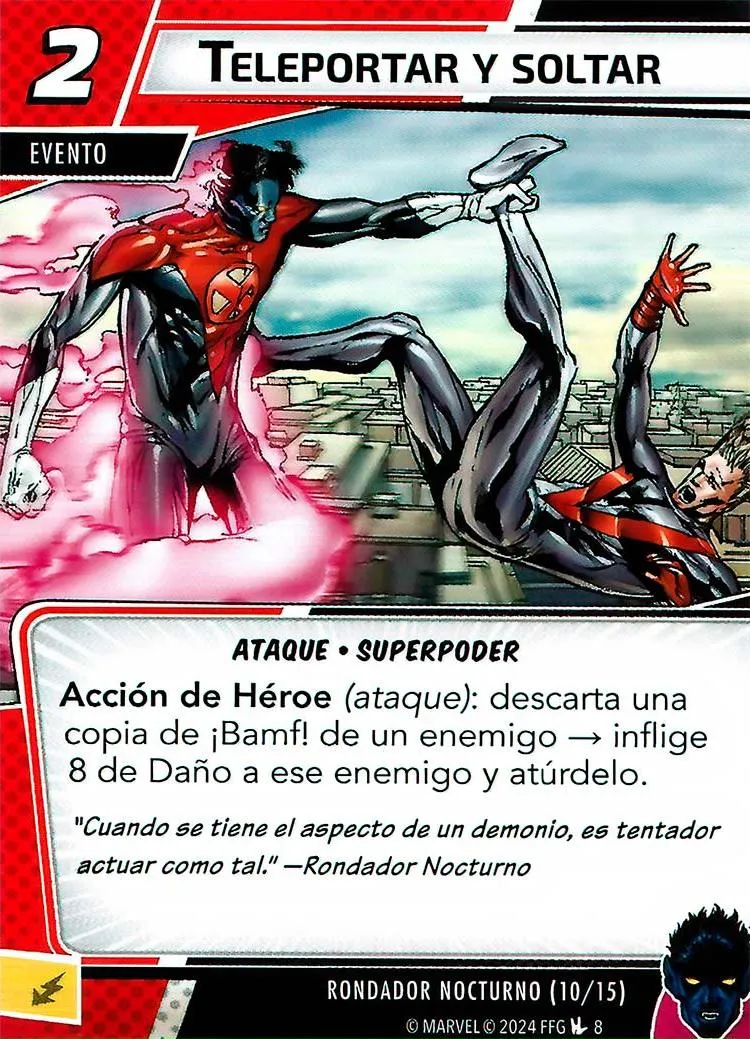 2
TELEPORTAR Y SOLTAR
EVENTO
ATAQUE • SUPERPODER
Acción de Héroe (ataque): descarta una
copia de ¡Bamf! de un enemigo → inflige
8 de Daño a ese enemigo y atúrdelo.
"Cuando se tiene el aspecto de un demonio, es tentador
actuar como tal." —Rondador Nocturno
RONDADOR NOCTURNO (10/15)
© MARVEL © 2024 FFG 8